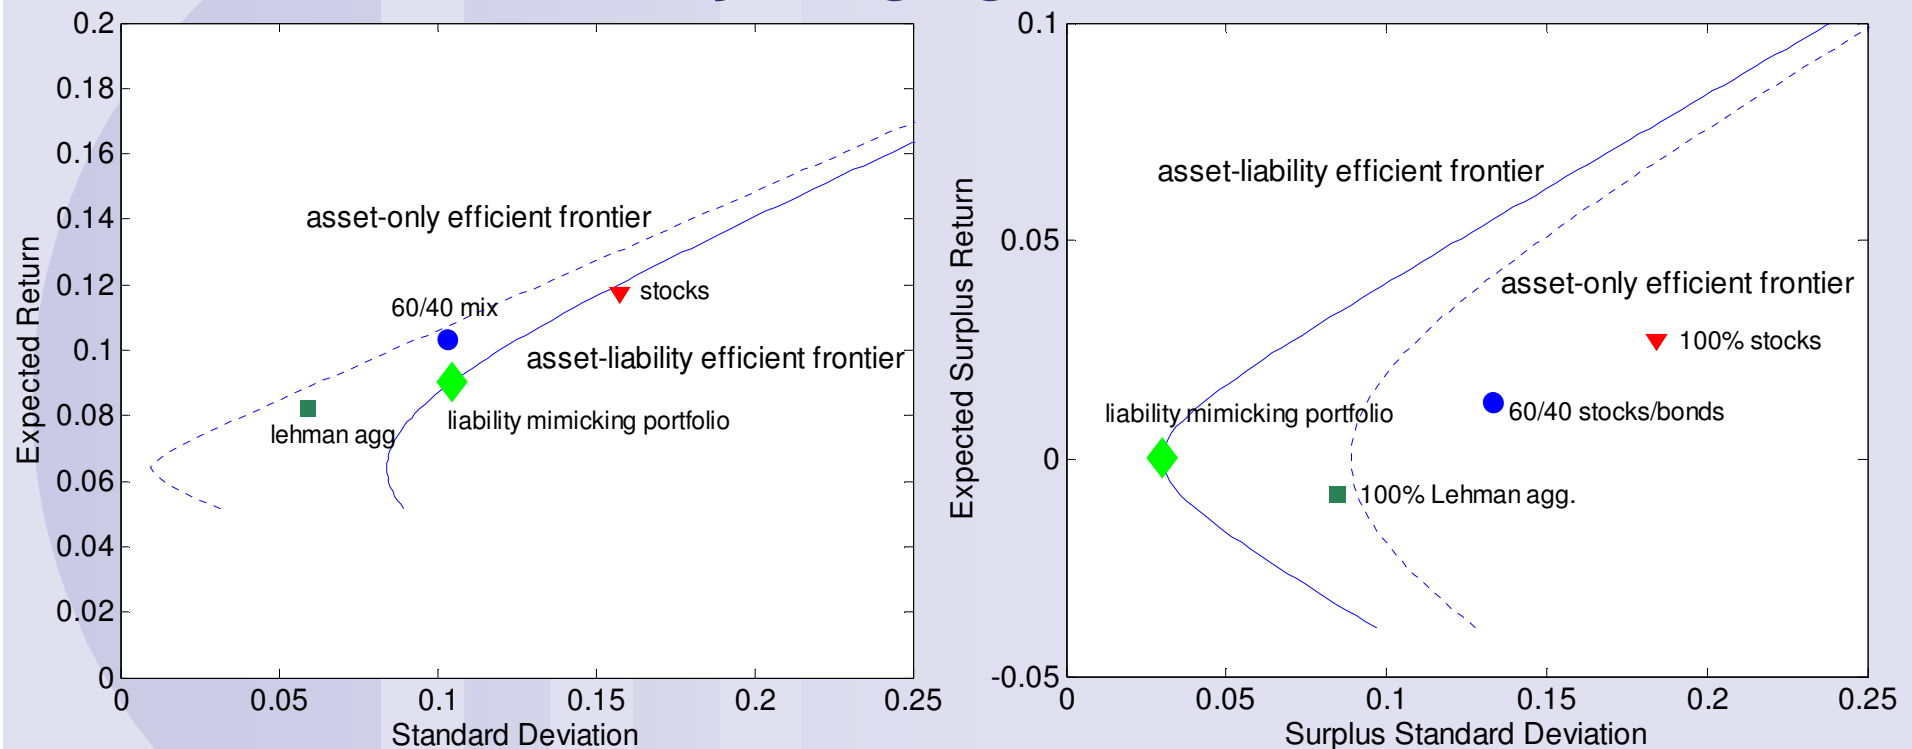 0.2
0.18
0.16
0.14
0.12
0.1
0.08
0.06
0.04
0.02
0
0
0.05
0.1
0.15
0.2
0.25
Expected Return
Standard Deviation
asset-only efficient frontier
60/40 mix
stocks
asset-liability efficient frontier
lehman agg
liability mimicking portfolio
0.1
0.05
0
-0.05
0
0.05
0.1
0.15
0.2
0.25
Expected Surplus Return
Surplus Standard Deviation
asset-liability efficient frontier
asset-only efficient frontier
100% stocks
liability mimicking portfolio
60/40 stocks/bonds
100% Lehman agg.